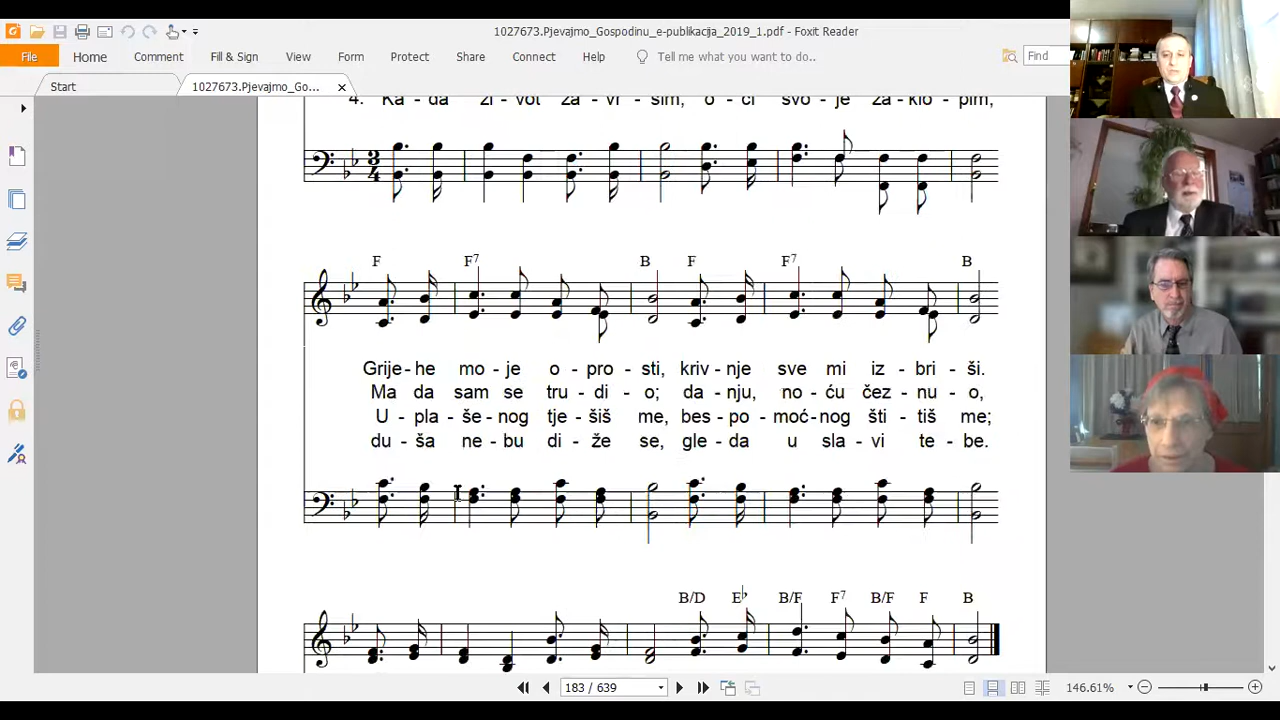 1027673.Pjevajmo_Gospodinu_e-publikacija_2019_1.pdf - Foxit Reader
File Home Comment Fill & Sign View Form Protect Share Connect Help Tell me what you want to do.. Find
Start 1027673.Pjevajmo_Go...
4. Ka - da ži - vot za - vr - šim, o - či svo - je za - klo - pim,
3
4
F F7 B F F7 B
Grije - he mo - je o - pro - sti, kriv - nje sve mi iz - bri - ši.
Ma da sam se tru - di - o; da - nju, no - ću čez - nu - o,
U - pla - še - nog tje - šiš me, bes - po - moć - nog šti - tiš me;
du - ša ne - bu di - že se, gle - da u sla - vi te - be.
B/D E♭ B/F F7 B/F F B
183 / 639 146.61%